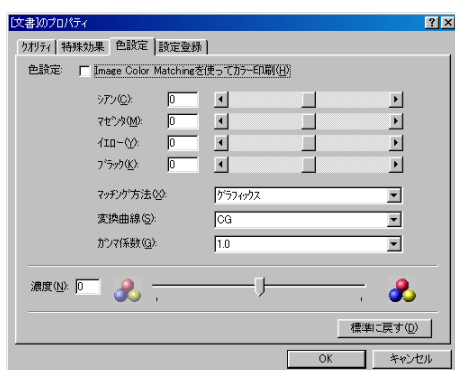 [文書]のプロパティ
クオリティ 特殊効果 色設定 設定登録
色設定: Image Color Matchingを使ってカラー印刷(H)
シアン(C): 0
マゼンタ(M): 0
イエロー(Y): 0
ブラック(K): 0
マッチング方法(X): グラフィックス
変換曲線(S): CG
ガンマ係数(G): 1.0
濃度(N): 0
標準に戻す(D)
OK キャンセル